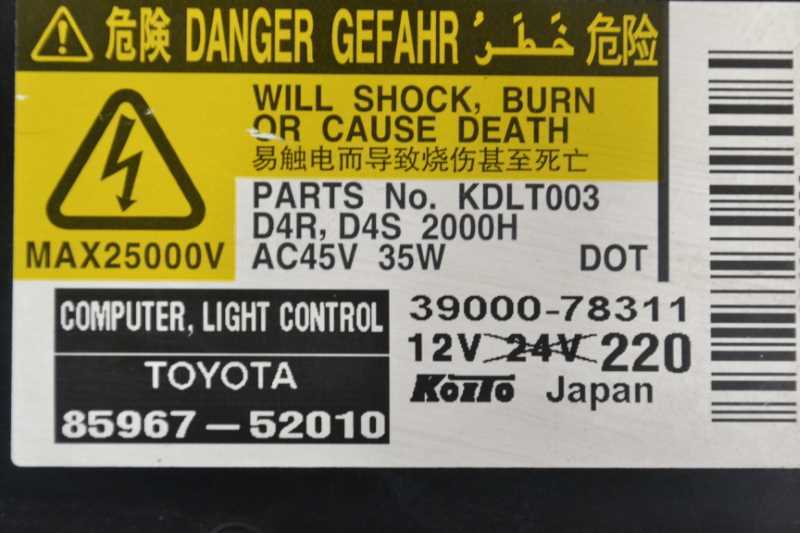 危険 DANGER GEFAHR خَطَرٌ 危险
WILL SHOCK, BURN
OR CAUSE DEATH
易触电而导致烧伤甚至死亡
MAX25000V
PARTS No. KDLT003
D4R, D4S 2000H
AC45V 35W DOT
COMPUTER, LIGHT CONTROL
TOYOTA
85967-52010
39000-78311
12V 24V 220
KOITO Japan